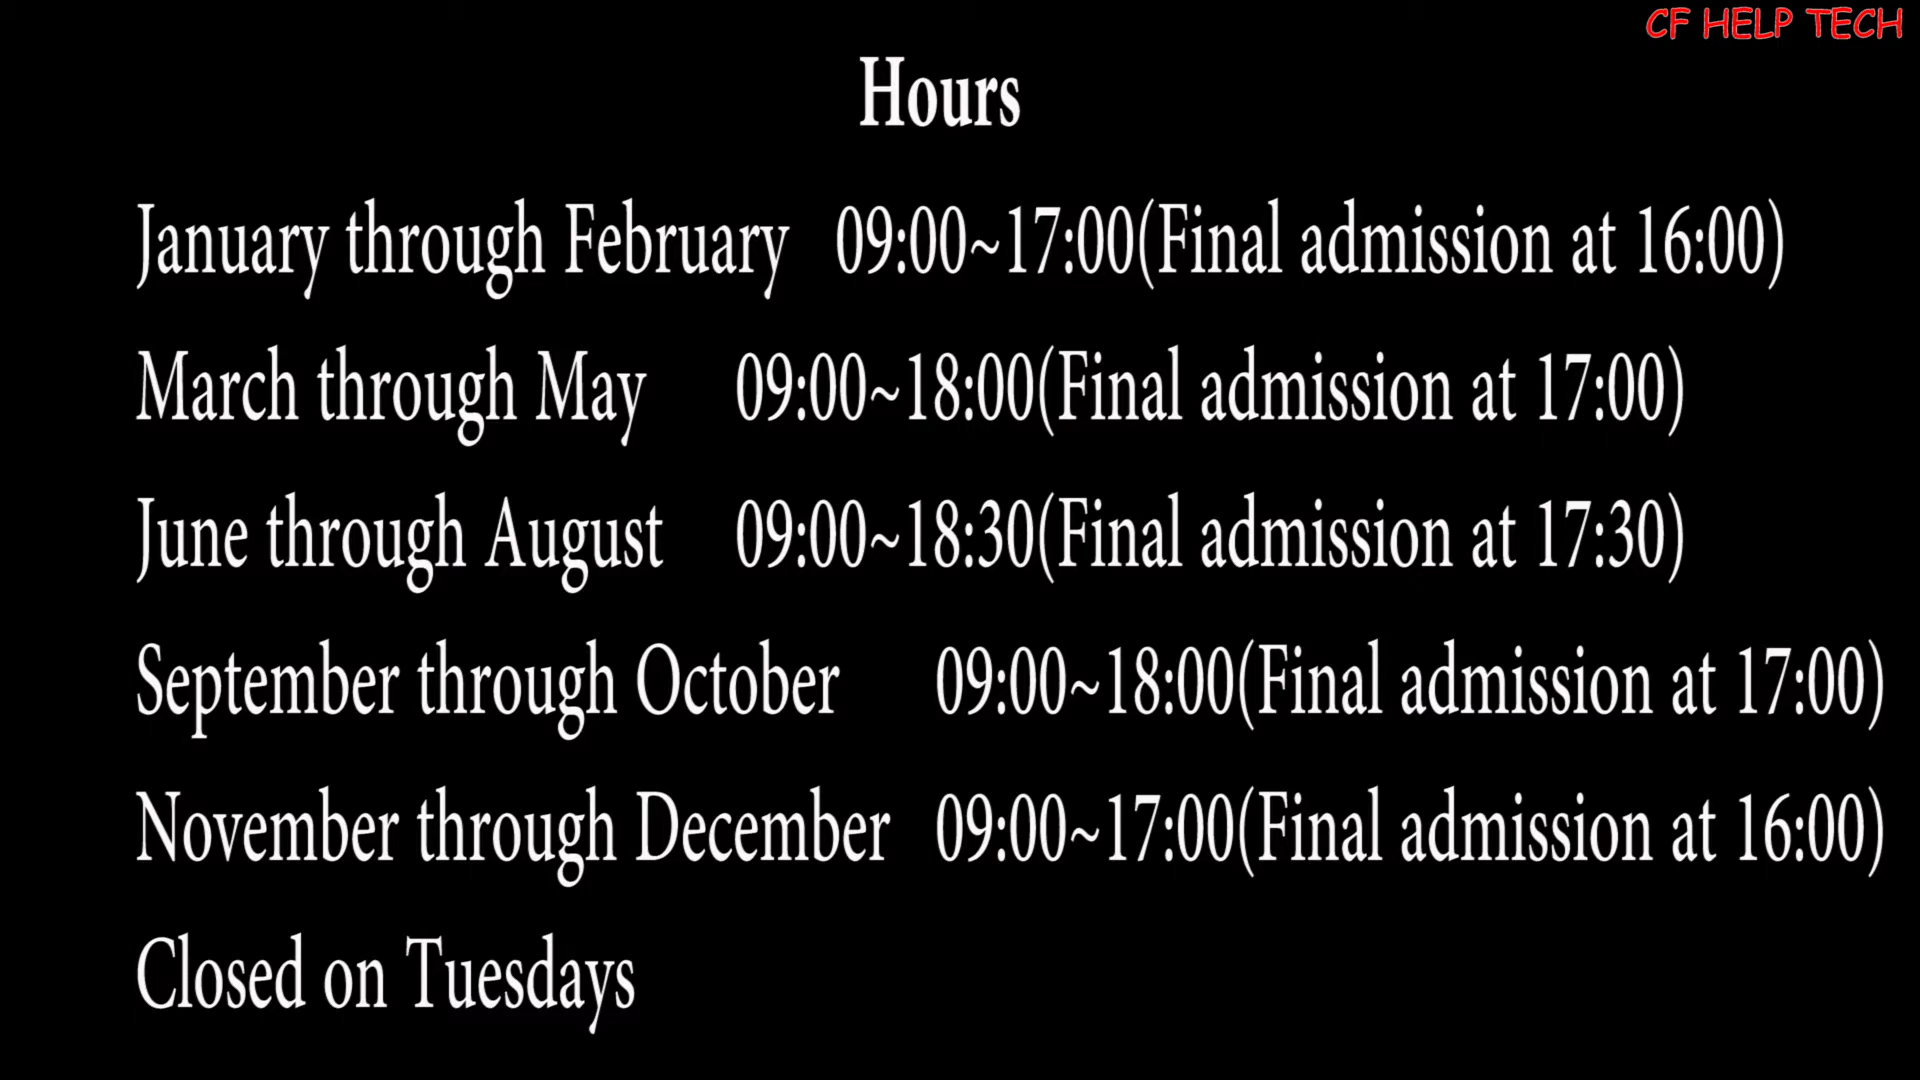 CF HELP TECH
Hours
January through February 09:00~17:00(Final admission at 16:00)
March through May 09:00~18:00(Final admission at 17:00)
June through August 09:00~18:30(Final admission at 17:30)
September through October 09:00~18:00(Final admission at 17:00)
November through December 09:00~17:00(Final admission at 16:00)
Closed on Tuesdays